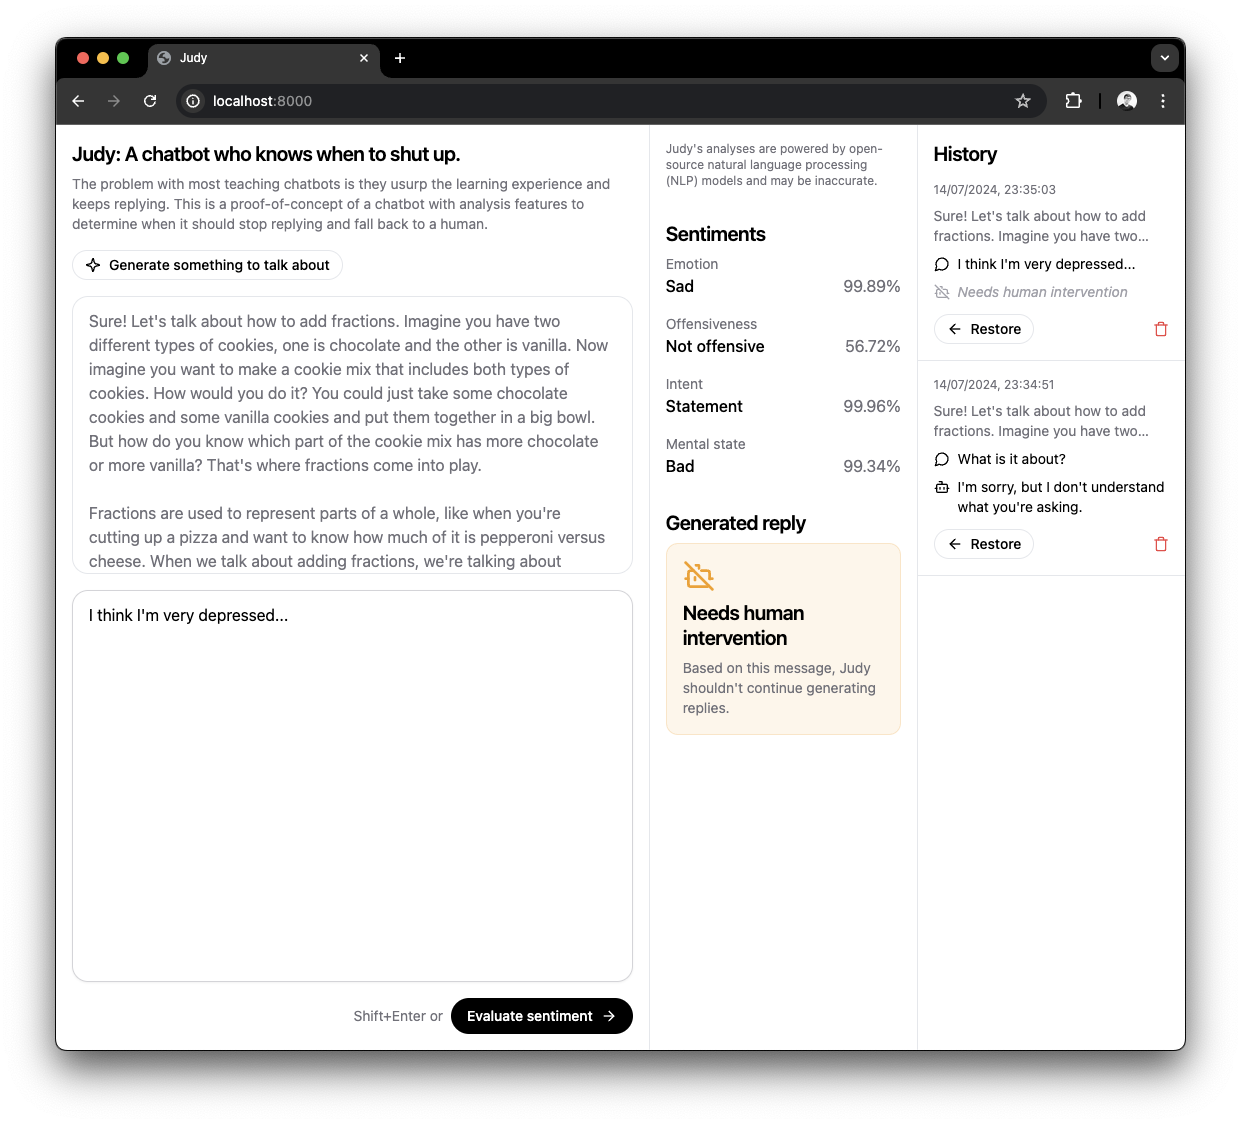 Judy
localhost:8000
Judy: A chatbot who knows when to shut up.
The problem with most teaching chatbots is they usurp the learning experience and
keeps replying. This is a proof-of-concept of a chatbot with analysis features to
determine when it should stop replying and fall back to a human.
Generate something to talk about
Sure! Let's talk about how to add fractions. Imagine you have two
different types of cookies, one is chocolate and the other is vanilla. Now
imagine you want to make a cookie mix that includes both types of
cookies. How would you do it? You could just take some chocolate
cookies and some vanilla cookies and put them together in a big bowl.
But how do you know which part of the cookie mix has more chocolate
or more vanilla? That's where fractions come into play.
Fractions are used to represent parts of a whole, like when you're
cutting up a pizza and want to know how much of it is pepperoni versus
cheese. When we talk about adding fractions, we're talking about
I think I'm very depressed...
Shift+Enter or
Evaluate sentiment
Judy's analyses are powered by open-
source natural language processing
(NLP) models and may be inaccurate.
Sentiments
Emotion
Sad 99.89%
Offensiveness
Not offensive 56.72%
Intent
Statement 99.96%
Mental state
Bad 99.34%
Generated reply
Needs human
intervention
Based on this message, Judy
shouldn't continue generating
replies.
History
14/07/2024, 23:35:03
Sure! Let's talk about how to add
fractions. Imagine you have two...
I think I'm very depressed...
Needs human intervention
Restore
14/07/2024, 23:34:51
Sure! Let's talk about how to add
fractions. Imagine you have two...
What is it about?
I'm sorry, but I don't understand
what you're asking.
Restore